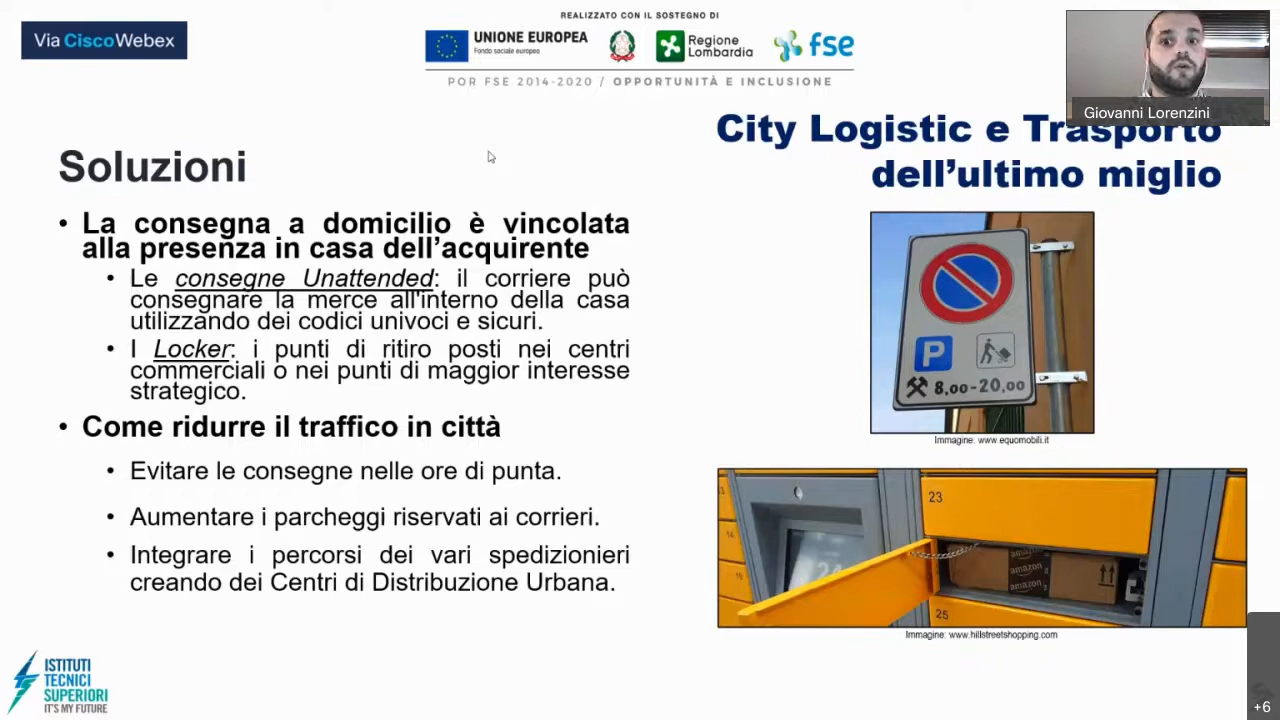 Via CiscoWebex
REALIZZATO CON IL SOSTEGNO DI
UNIONE EUROPEA
Fondo sociale europeo
Regione
Lombardia
fse
POR FSE 2014-2020 / OPPORTUNITÀ E INCLUSIONE
Giovanni Lorenzini
City Logistic e Trasporto
dell'ultimo miglio
Soluzioni
• La consegna a domicilio è vincolata
alla presenza in casa dell'acquirente
• Le consegne Unattended: il corriere può
consegnare la merce all'interno della casa
utilizzando dei codici univoci e sicuri.
• I Locker: i punti di ritiro posti nei centri
commerciali o nei punti di maggior interesse
strategico.
• Come ridurre il traffico in città
• Evitare le consegne nelle ore di punta.
• Aumentare i parcheggi riservati ai corrieri.
• Integrare i percorsi dei vari spedizionieri
creando dei Centri di Distribuzione Urbana.
P
8,00-20,00
Immagine: www.equomobili.it
23
24
amazon
amazon
25
Immagine: www.hillstreetshopping.com
ISTITUTI
TECNICI
SUPERIORI
IT'S MY FUTURE
+6